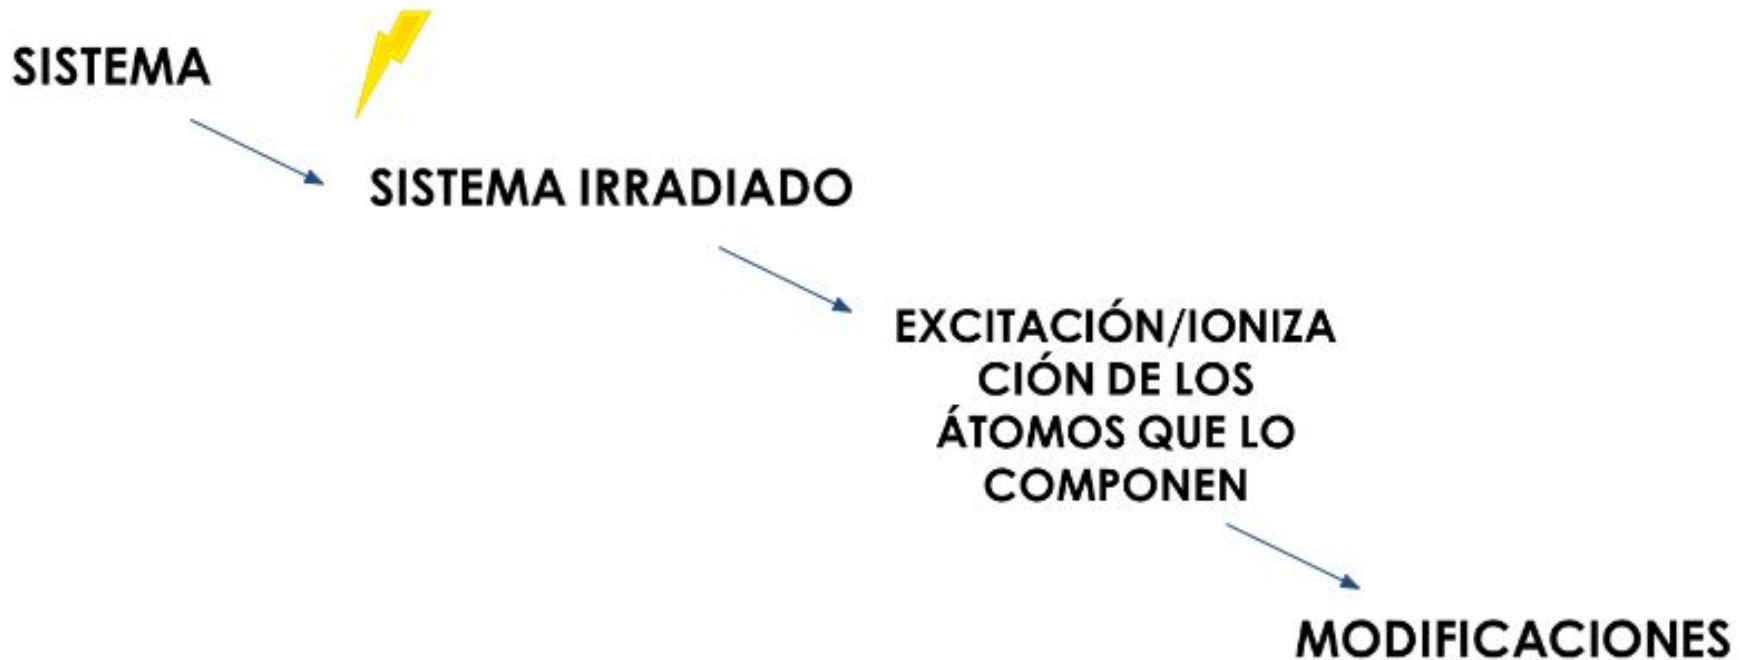 SISTEMA
SISTEMA IRRADIADO
EXCITACIÓN/IONIZA
CIÓN DE LOS
ÁTOMOS QUE LO
COMPONEN
MODIFICACIONES